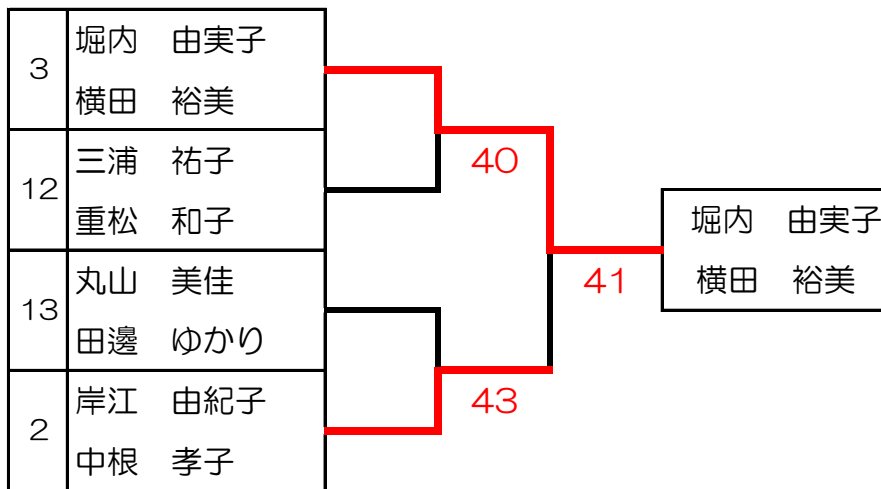 3
堀内　由実子
横田　裕美
12
三浦　祐子
重松　和子
13
丸山　美佳
田邊　ゆかり
2
岸江　由紀子
中根　孝子
40
43
41
堀内　由実子
横田　裕美